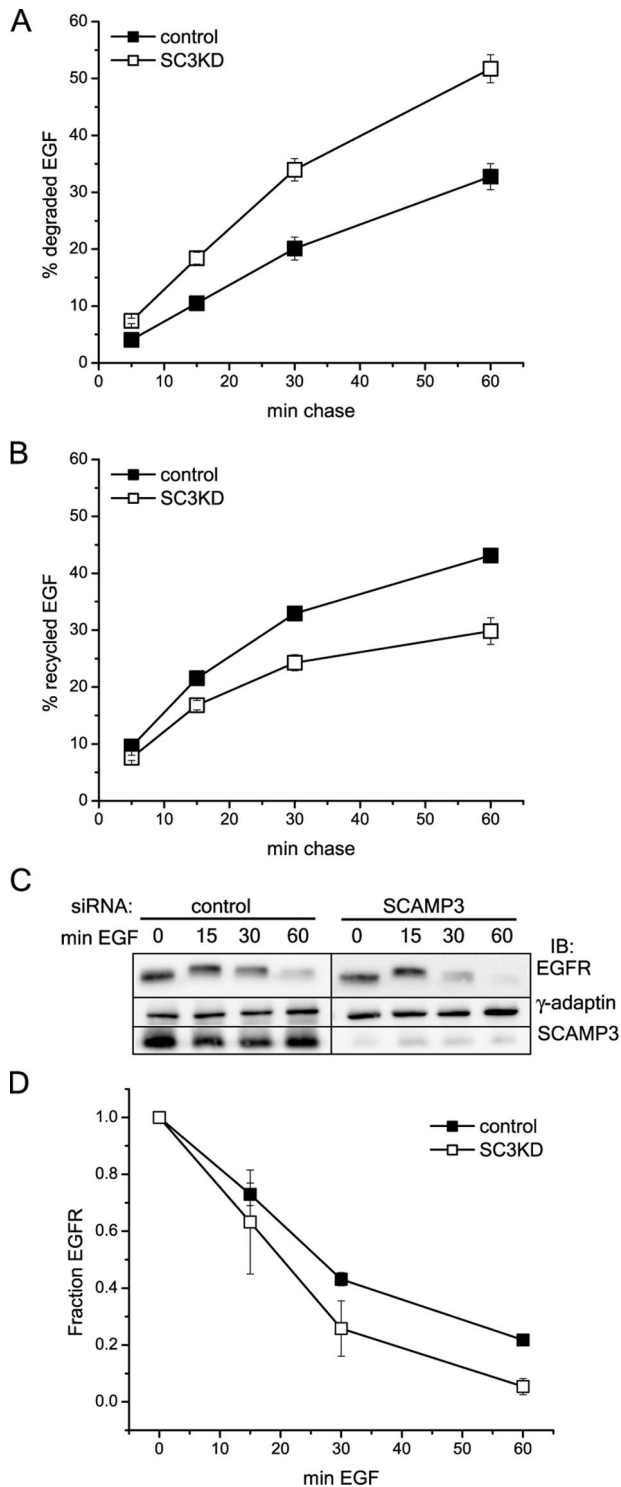 A
control
SC3KD
60
50
40
30
20
10
0
% degraded EGF
0 10 20 30 40 50 60
min chase
B
control
SC3KD
60
50
40
30
20
10
0
% recycled EGF
0 10 20 30 40 50 60
min chase
C
siRNA: control SCAMP3
min EGF 0 15 30 60 0 15 30 60 IB:
EGFR
γ-adaptin
SCAMP3
D
control
SC3KD
1.0
0.8
0.6
0.4
0.2
0.0
Fraction EGFR
0 10 20 30 40 50 60
min EGF